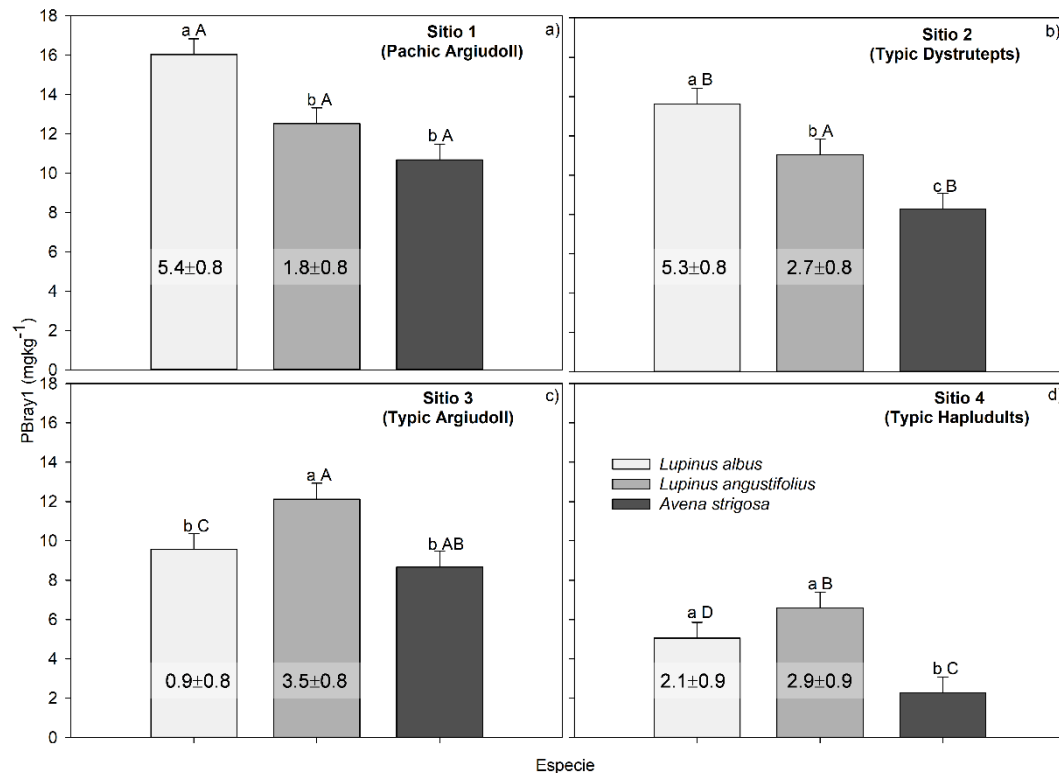 PBray1 (mgkg-1)
18
16
14
12
10
8
6
4
2
0
a A
b A
b A
5.4±0.8
1.8±0.8
Sitio 1
(Pachic Argiudoll)
a)
a B
b A
c B
5.3±0.8
2.7±0.8
Sitio 2
(Typic Dystrutepts)
b)
18
16
14
12
10
8
6
4
2
0
b C
a A
b AB
0.9±0.8
3.5±0.8
Sitio 3
(Typic Argiudoll)
c)
Sitio 4
(Typic Hapludults)
d)
Lupinus albus
Lupinus angustifolius
Avena strigosa
a D
a B
b C
2.1±0.9
2.9±0.9
Especie